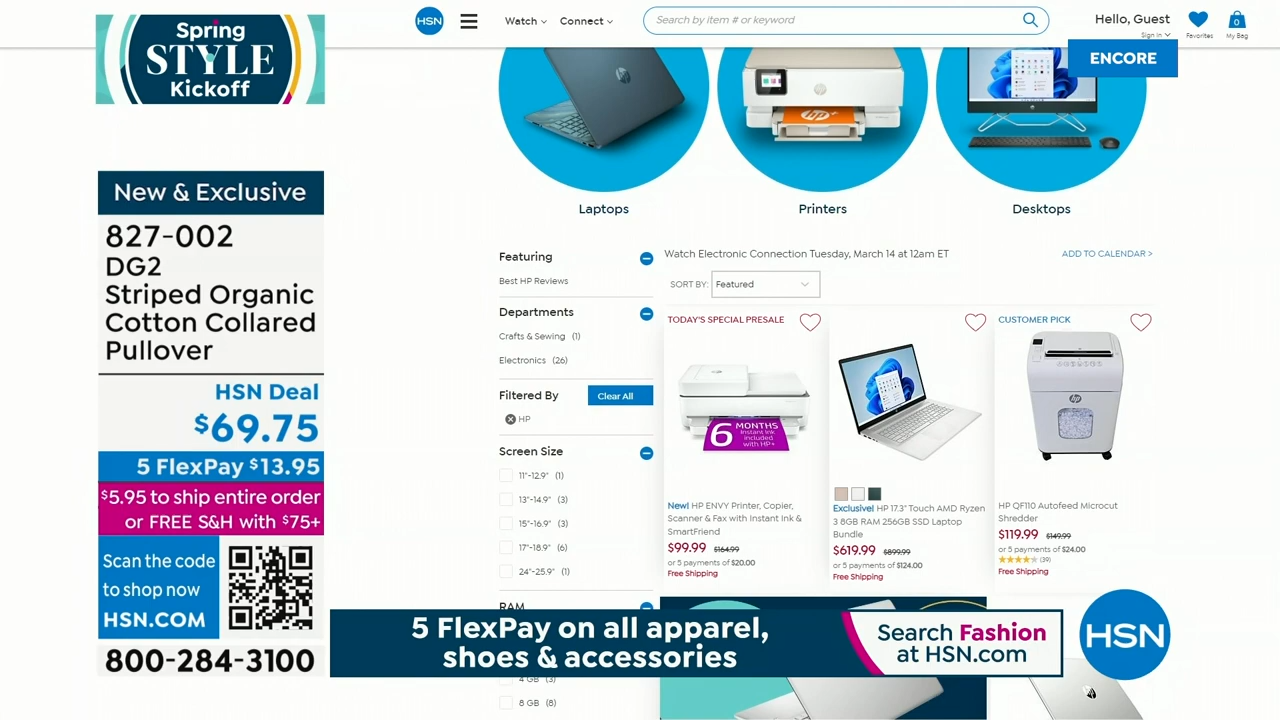 Spring
STYLE
Kickoff
HSN
Watch
Connect
Search by item # or keyword
Hello, Guest
Sign in
Favorites
0
My Bag
ENCORE
New & Exclusive
827-002
DG2
Striped Organic
Cotton Collared
Pullover
HSN Deal
$69.75
5 FlexPay $13.95
$5.95 to ship entire order
or FREE S&H with $75+
Scan the code
to shop now
HSN.COM
800-284-3100
hp
Laptops
Printers
Desktops
Featuring
Best HP Reviews
Departments
Crafts & Sewing (1)
Electronics (26)
Filtered By
Clear All
HP
Screen Size
11"-12.9" (1)
13"-14.9" (3)
15"-16.9" (3)
17"-18.9" (6)
24"-25.9" (1)
RAM
4 GB (3)
8 GB (8)
Watch Electronic Connection Tuesday, March 14 at 12am ET
ADD TO CALENDAR >
SORT BY: Featured
TODAY'S SPECIAL PRESALE
6 MONTHS
Instant Ink
included
with HP+
New! HP ENVY Printer, Copier,
Scanner & Fax with Instant Ink &
SmartFriend
$99.99 $164.99
or 5 payments of $20.00
Free Shipping
Exclusive! HP 17.3" Touch AMD Ryzen
3 8GB RAM 256GB SSD Laptop
Bundle
$619.99 $899.99
or 5 payments of $124.00
Free Shipping
CUSTOMER PICK
hp
HP QF110 Autofeed Microcut
Shredder
$119.99 $149.99
or 5 payments of $24.00
(39)
Free Shipping
5 FlexPay on all apparel,
shoes & accessories
Search Fashion
at HSN.com
HSN